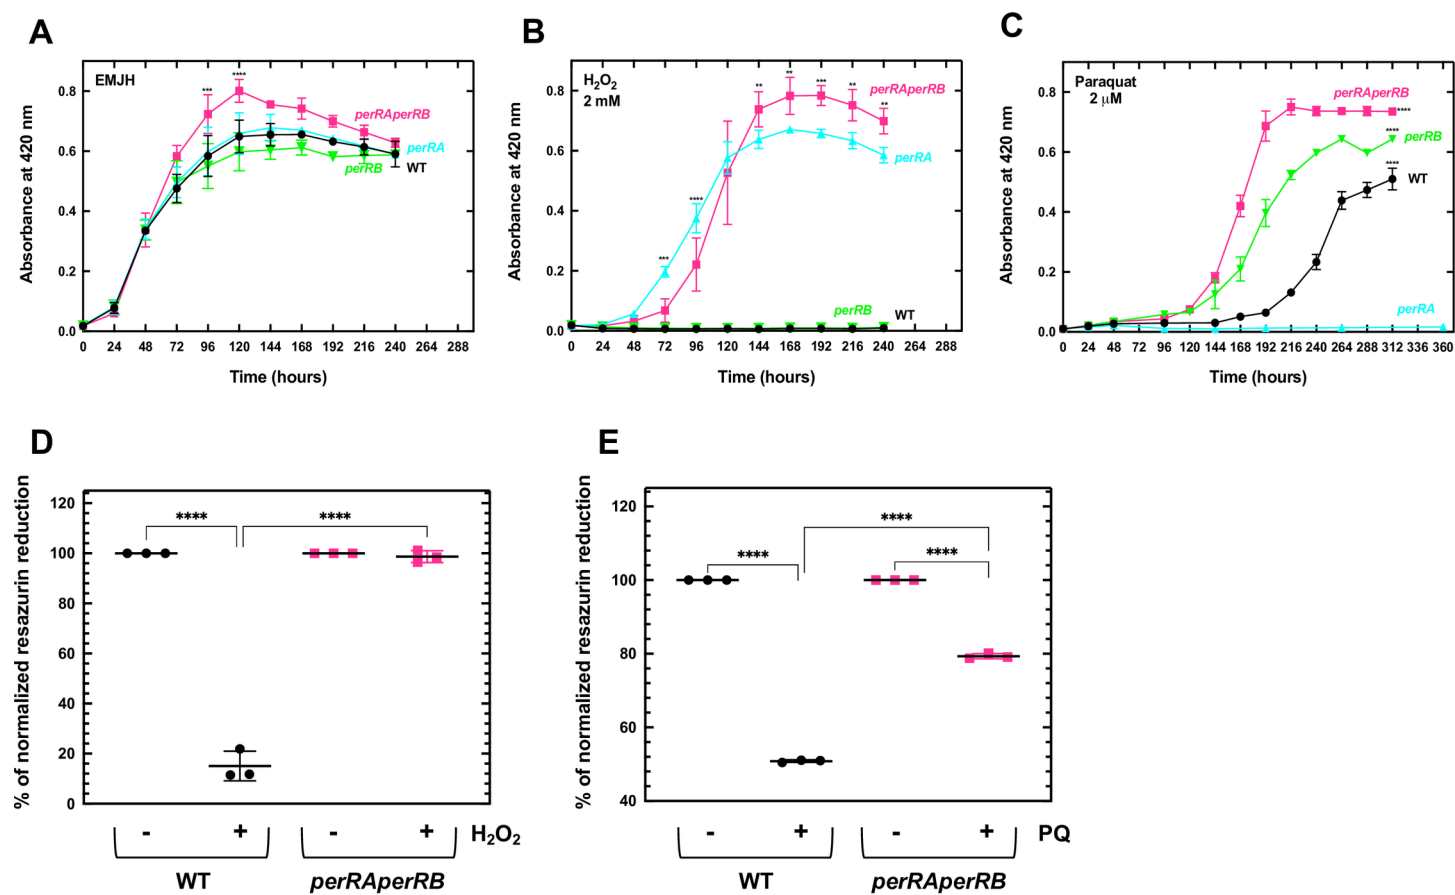 A
EMJH
Absorbance at 420 nm
0.8
0.6
0.4
0.2
0.0
***
****
perRAperRB
perRA
WT
perRB
0 24 48 72 96 120 144 168 192 216 240 264 288
Time (hours)
B
H₂O₂
2 mM
Absorbance at 420 nm
0.8
0.6
0.4
0.2
0.0
***
****
**
**
***
**
**
perRAperRB
perRA
perRB
WT
0 24 48 72 96 120 144 168 192 216 240 264 288
Time (hours)
C
Paraquat
2 μM
Absorbance at 420 nm
0.8
0.6
0.4
0.2
0.0
perRAperRB
****
****
perRB
****
WT
perRA
0 24 48 72 96 120 144 168 192 216 240 264 288 312 336 360
Time (hours)
D
% of normalized resazurin reduction
120
100
80
60
40
20
0
**** ****
- + - + H₂O₂
WT perRAperRB
E
% of normalized resazurin reduction
120
100
80
60
40
****
**** ****
- + - + PQ
WT perRAperRB